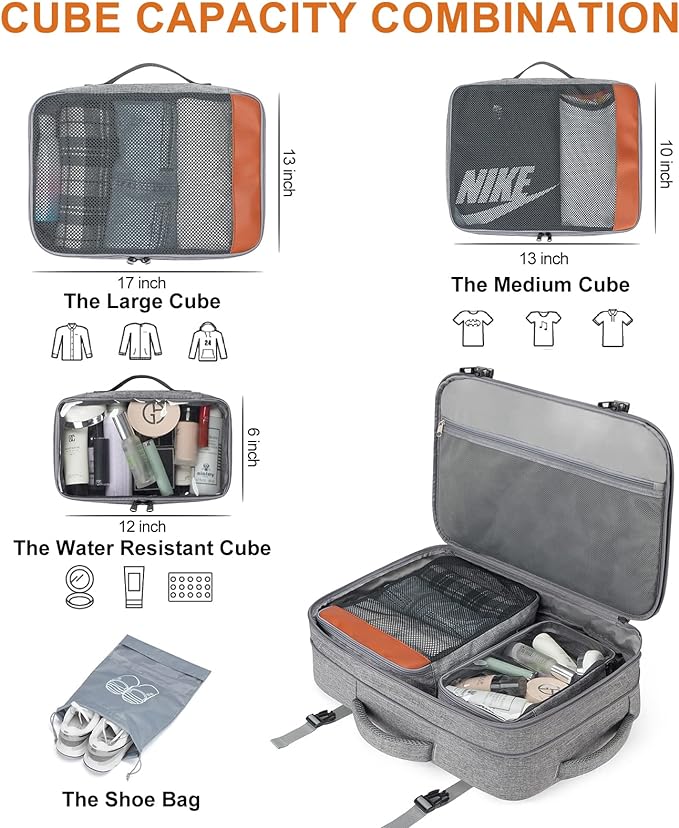 CUBE CAPACITY COMBINATION
13 inch
17 inch
The Large Cube
24
NIKE
10 inch
13 inch
The Medium Cube
6 inch
12 inch
The Water Resistant Cube
The Shoe Bag